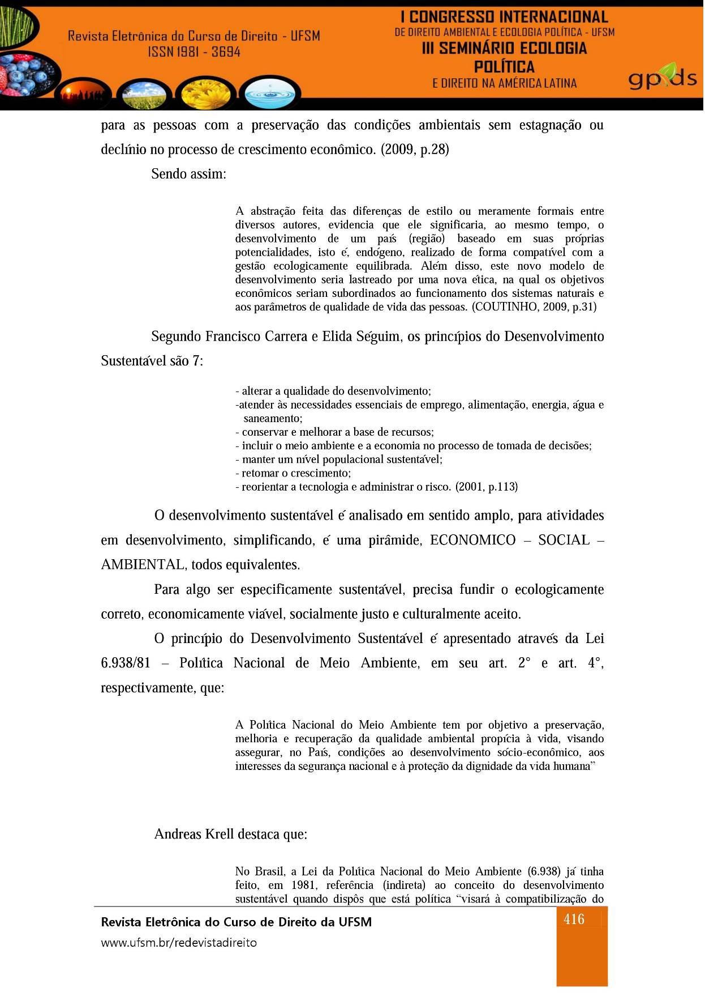 Revista Eletrônica do Curso de Direito - UFSM
ISSN 1981 - 3694
I CONGRESSO INTERNACIONAL
DE DIREITO AMBIENTAL E ECOLOGIA POLÍTICA - UFSM
III SEMINÁRIO ECOLOGIA
POLÍTICA
E DIREITO NA AMÉRICA LATINA
gpds
para as pessoas com a preservação das condições ambientais sem estagnação ou
declínio no processo de crescimento econômico. (2009, p.28)
Sendo assim:
A abstração feita das diferenças de estilo ou meramente formais entre
diversos autores, evidencia que ele significaria, ao mesmo tempo, o
desenvolvimento de um país (região) baseado em suas próprias
potencialidades, isto é, endógeno, realizado de forma compatível com a
gestão ecologicamente equilibrada. Além disso, este novo modelo de
desenvolvimento seria lastreado por uma nova ética, na qual os objetivos
econômicos seriam subordinados ao funcionamento dos sistemas naturais e
aos parâmetros de qualidade de vida das pessoas. (COUTINHO, 2009, p.31)
Segundo Francisco Carrera e Elida Séguim, os princípios do Desenvolvimento
Sustentável são 7:
- alterar a qualidade do desenvolvimento;
-atender às necessidades essenciais de emprego, alimentação, energia, água e
saneamento;
- conservar e melhorar a base de recursos;
- incluir o meio ambiente e a economia no processo de tomada de decisões;
- manter um nível populacional sustentável;
- retomar o crescimento;
- reorientar a tecnologia e administrar o risco. (2001, p.113)
O desenvolvimento sustentável é analisado em sentido amplo, para atividades
em desenvolvimento, simplificando, é uma pirâmide, ECONOMICO – SOCIAL –
AMBIENTAL, todos equivalentes.
Para algo ser especificamente sustentável, precisa fundir o ecologicamente
correto, economicamente viável, socialmente justo e culturalmente aceito.
O princípio do Desenvolvimento Sustentável é apresentado através da Lei
6.938/81 – Política Nacional de Meio Ambiente, em seu art. 2° e art. 4°,
respectivamente, que:
A Política Nacional do Meio Ambiente tem por objetivo a preservação,
melhoria e recuperação da qualidade ambiental propícia à vida, visando
assegurar, no País, condições ao desenvolvimento sócio-econômico, aos
interesses da segurança nacional e à proteção da dignidade da vida humana”
Andreas Krell destaca que:
No Brasil, a Lei da Política Nacional do Meio Ambiente (6.938) já tinha
feito, em 1981, referência (indireta) ao conceito do desenvolvimento
sustentável quando dispôs que está política “visará à compatibilização do
Revista Eletrônica do Curso de Direito da UFSM
416
www.ufsm.br/redevistadireito